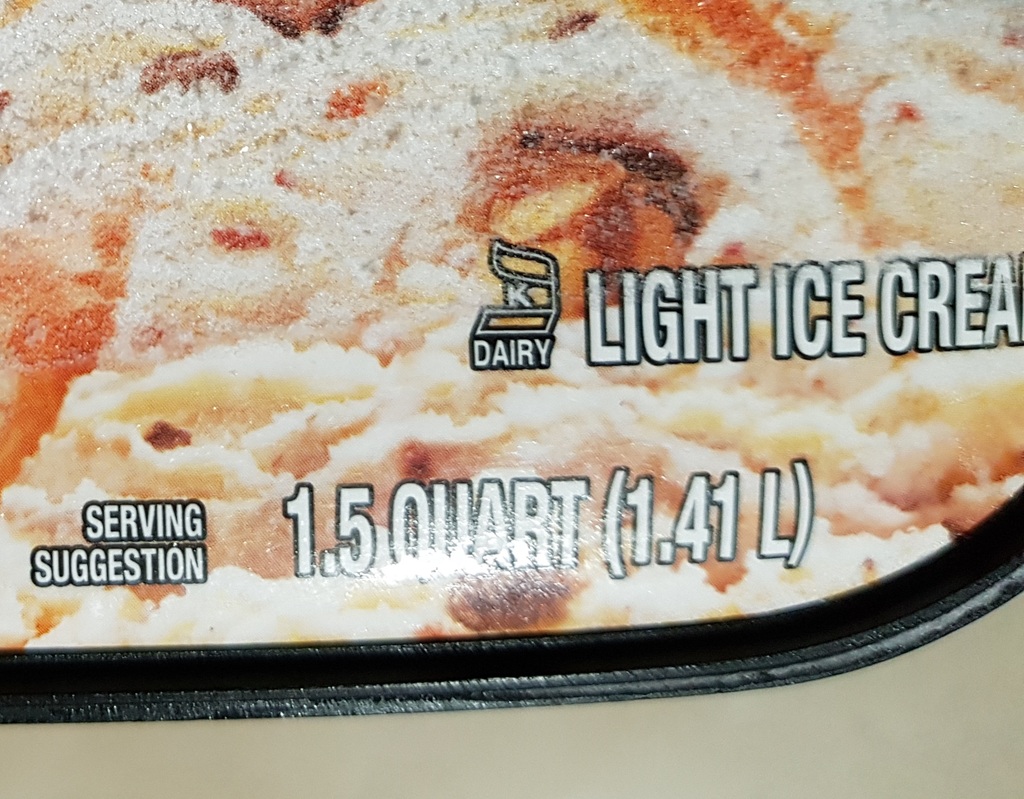 K
DAIRY
LIGHT ICE CREA
SERVING
SUGGESTION
1.5 QUART (1.41 L)